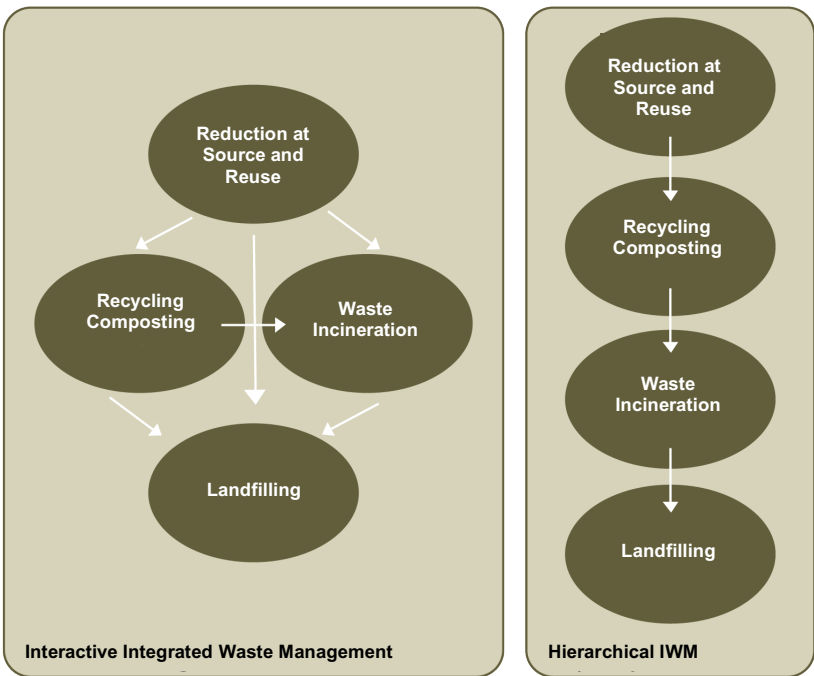 Reduction at
Source and
Reuse
Recycling
Composting
Waste
Incineration
Landfilling
Interactive Integrated Waste Management
Reduction at
Source and
Reuse
Recycling
Composting
Waste
Incineration
Landfilling
Hierarchical IWM